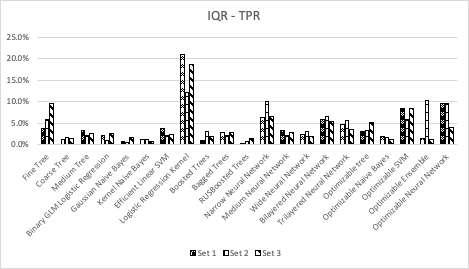 IQR - TPR
25.0%
20.0%
15.0%
10.0%
5.0%
0.0%
Fine Tree
Coarse Tree
Medium Tree
Binary GLM Logistic Regression
Gaussian Naive Bayes
Kernel Naive Bayes
Efficient Linear SVM
Logistic Regression Kernel
Boosted Trees
Bagged Trees
RUSBoosted Trees
Narrow Neural Network
Medium Neural Network
Wide Neural Network
Bilayered Neural Network
Trilayered Neural Network
Optimizable tree
Optimizable Naive Bayes
Optimizable SVM
Optimizable Ensemble
Optimizable Neural Network
Set 1 Set 2 Set 3